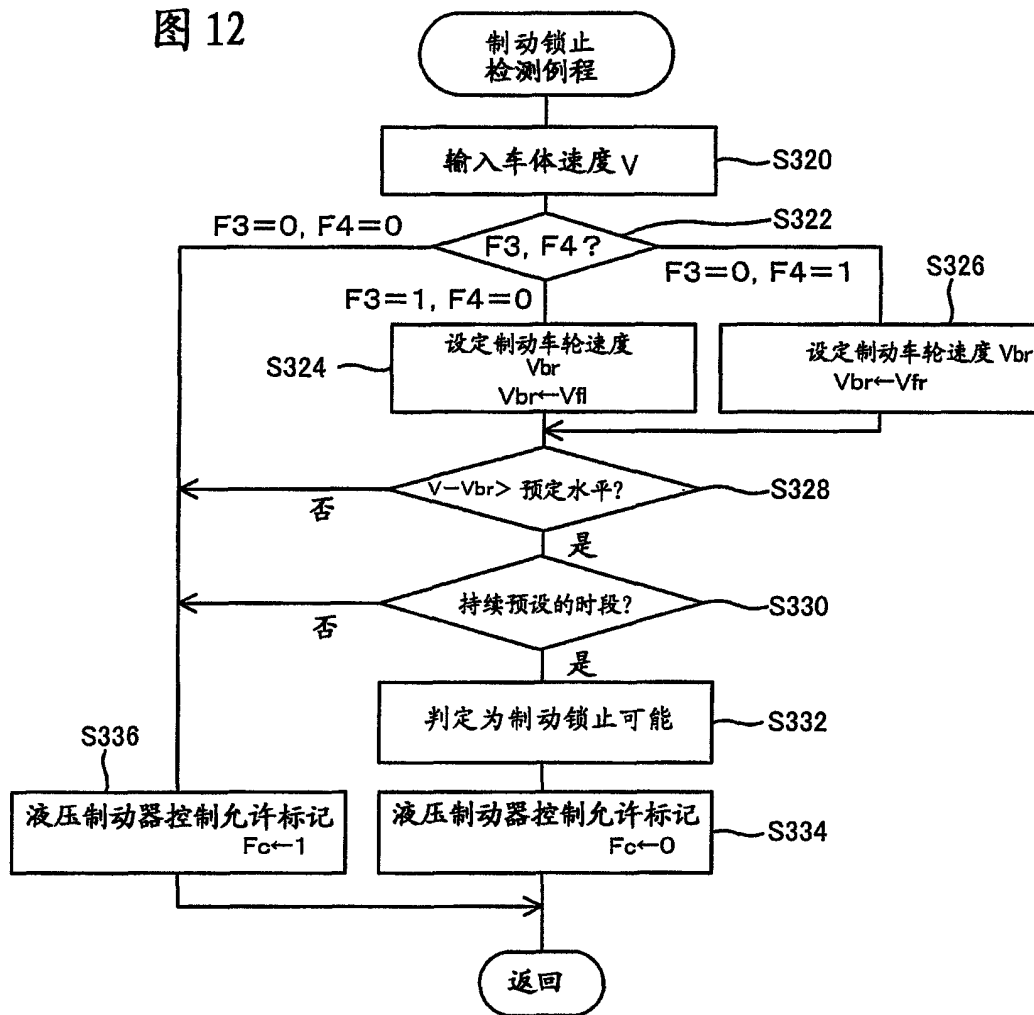 图 12
制动锁止
检测例程
输入车体速度 V
S320
S322
F3=0, F4=0
F3, F4?
F3=0, F4=1
S326
F3=1, F4=0
S324
设定制动车轮速度
Vbr
Vbr←Vfl
设定制动车轮速度 Vbr
Vbr←Vfr
V-Vbr> 预定水平?
S328
否
是
持续预设的时段?
S330
否
是
判定为制动锁止可能
S332
S336
液压制动器控制允许标记
Fc←1
液压制动器控制允许标记
Fc←0
S334
返回